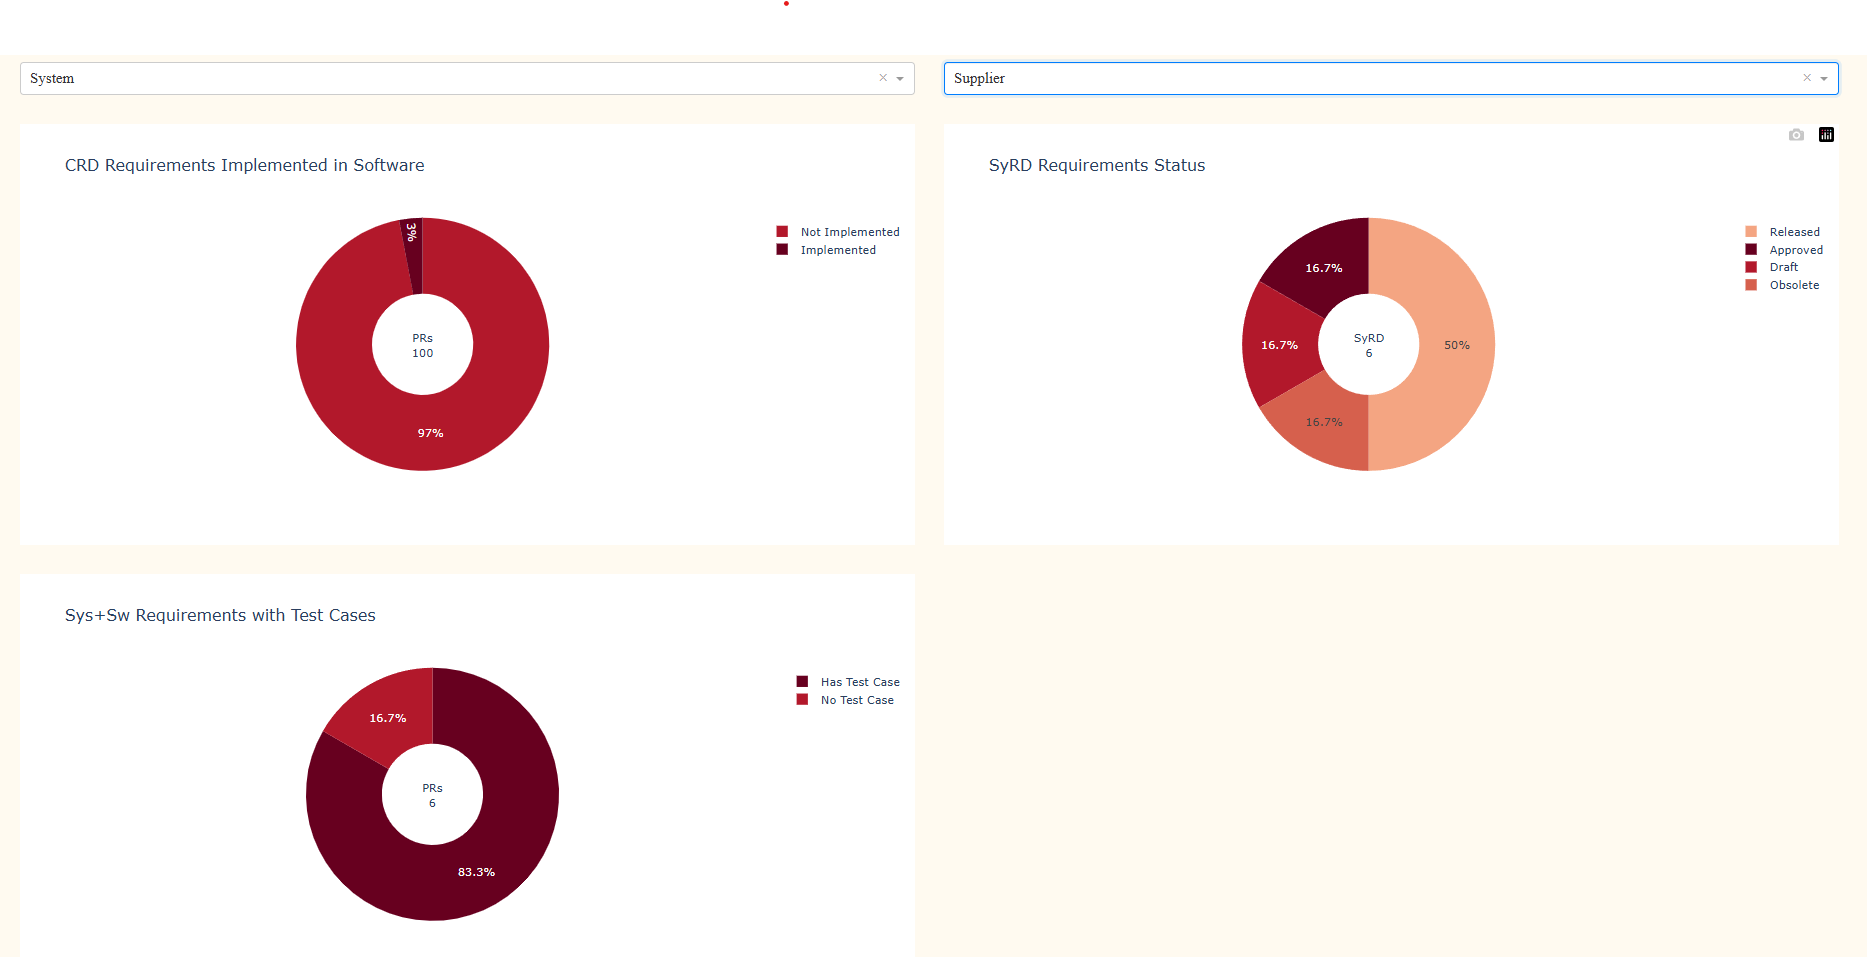 System
Supplier
CRD Requirements Implemented in Software
3%
PRs
100
97%
Not Implemented
Implemented
SyRD Requirements Status
16.7%
16.7%
SyRD
6
50%
16.7%
Released
Approved
Draft
Obsolete
Sys+Sw Requirements with Test Cases
16.7%
PRs
6
83.3%
Has Test Case
No Test Case